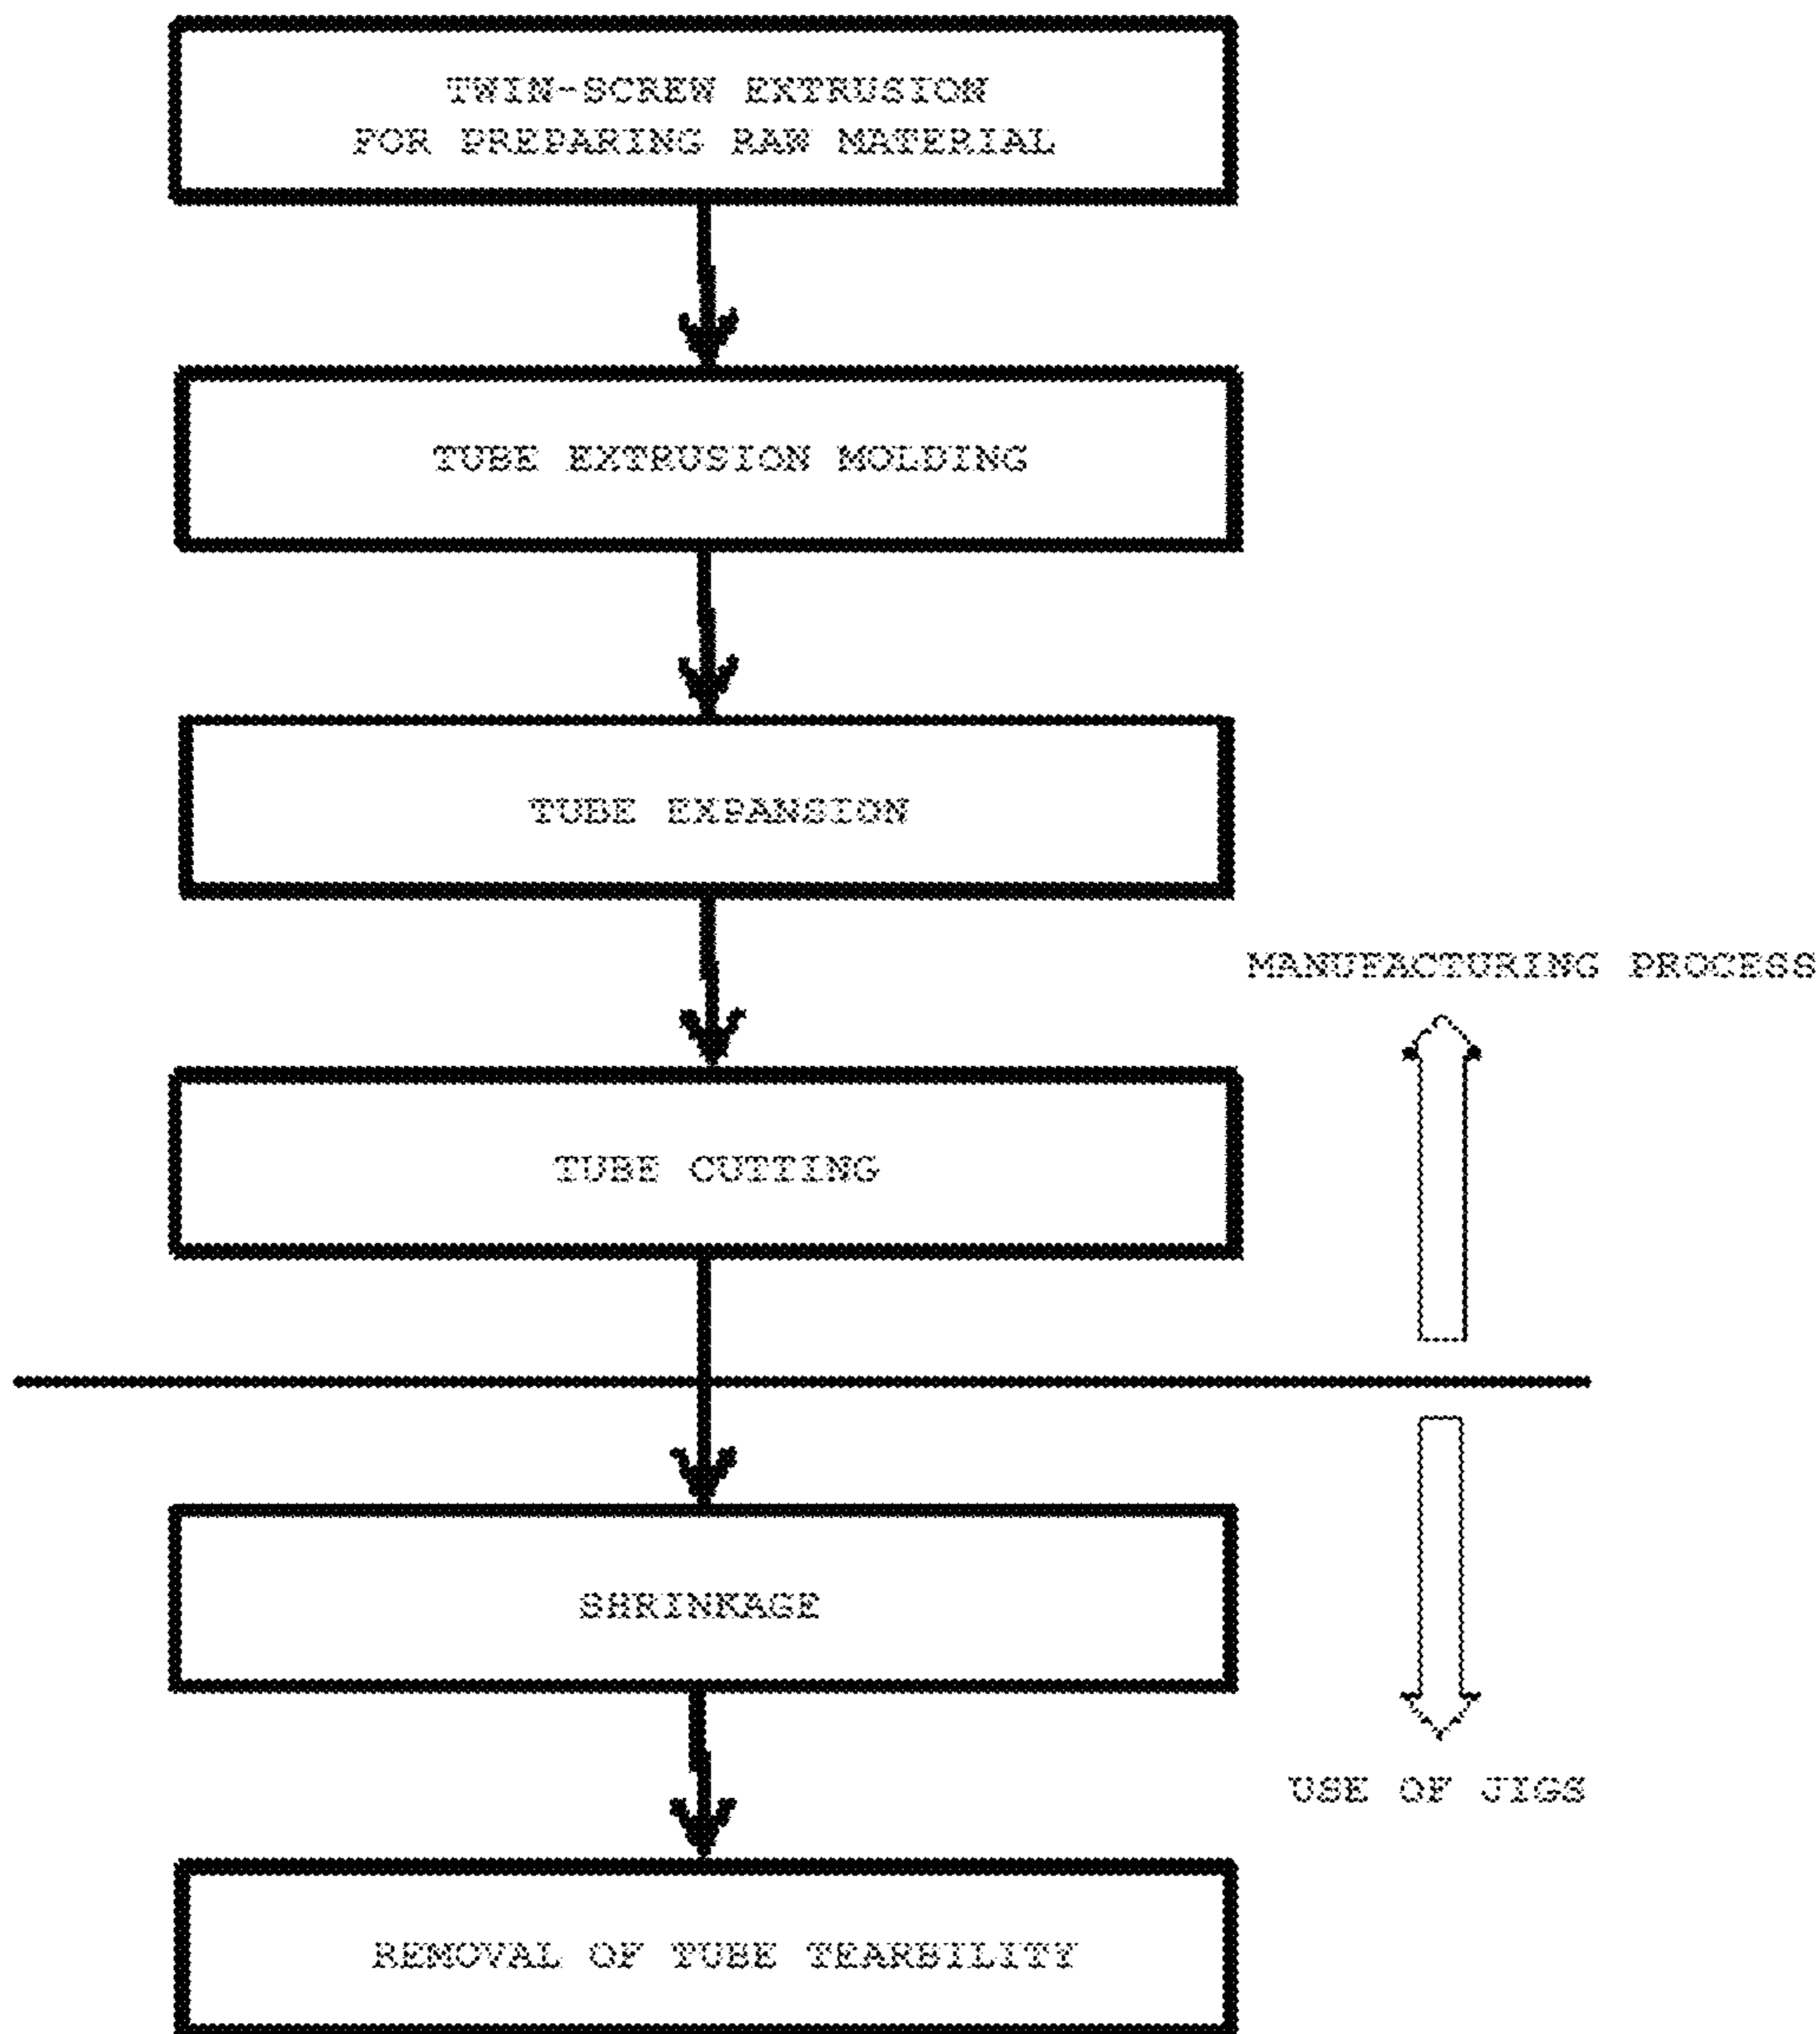 TWIN-SCREW EXTRUSION
FOR PREPARING RAW MATERIAL
TUBE EXTRUSION MOLDING
TUBE EXPANSION
MANUFACTURING PROCESS
TUBE CUTTING
SHRINKAGE
USE OF JIGS
REMOVAL OF TUBE TEARBILITY